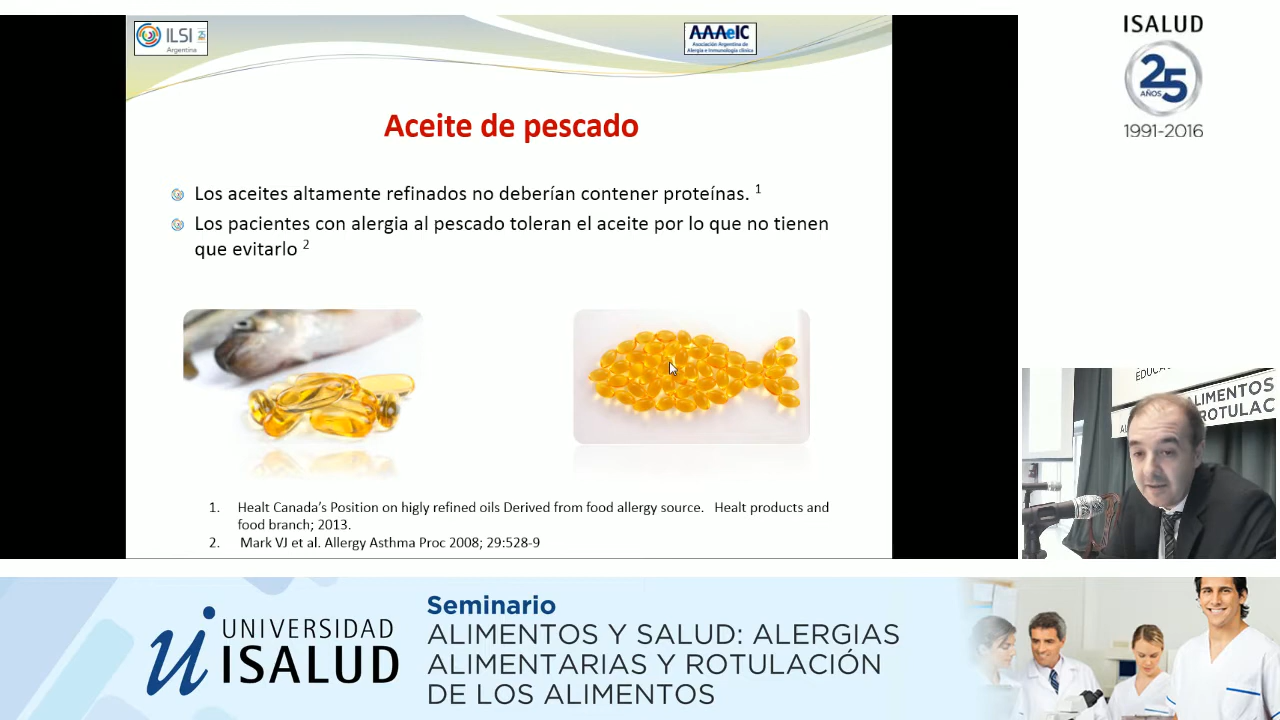 ILSI
25
Argentina
AAAeIC
Asociación Argentina de
Alergia e Inmunología Clínica
ISALUD
25
AÑOS
1991-2016
Aceite de pescado
Los aceites altamente refinados no deberían contener proteínas. 1
Los pacientes con alergia al pescado toleran el aceite por lo que no tienen
que evitarlo 2
1. Healt Canada's Position on higly refined oils Derived from food allergy source. Healt products and
food branch; 2013.
2. Mark VJ et al. Allergy Asthma Proc 2008; 29:528-9
EDUCA
ALIMENTOS
ROTULAC
UNIVERSIDAD
ISALUD
Seminario
ALIMENTOS Y SALUD: ALERGIAS
ALIMENTARIAS Y ROTULACIÓN
DE LOS ALIMENTOS